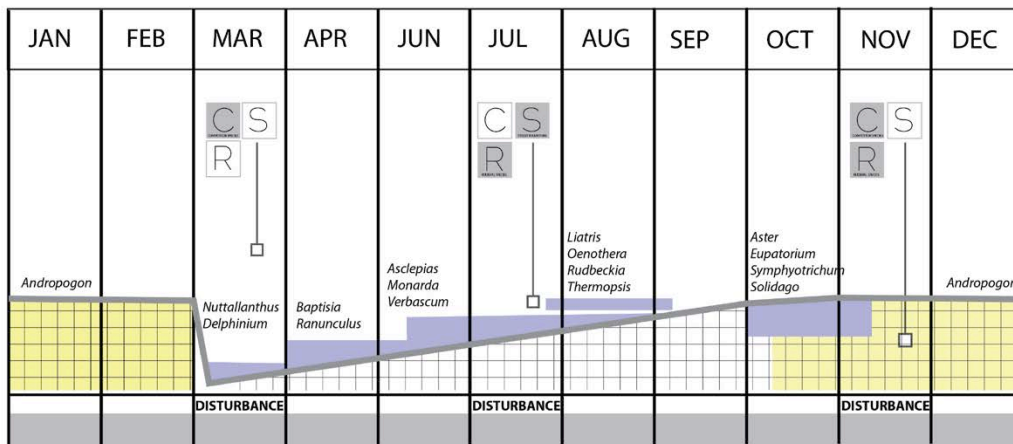 JAN FEB MAR APR JUN JUL AUG SEP OCT NOV DEC
C S
R
C S
R
C S
R
Andropogon
Nuttallanthus
Delphinium
Baptisia
Ranunculus
Asclepias
Monarda
Verbascum
Liatris
Oenothera
Rudbeckia
Thermopsis
Aster
Eupatorium
Symphyotrichum
Solidago
Andropogon
DISTURBANCE DISTURBANCE DISTURBANCE